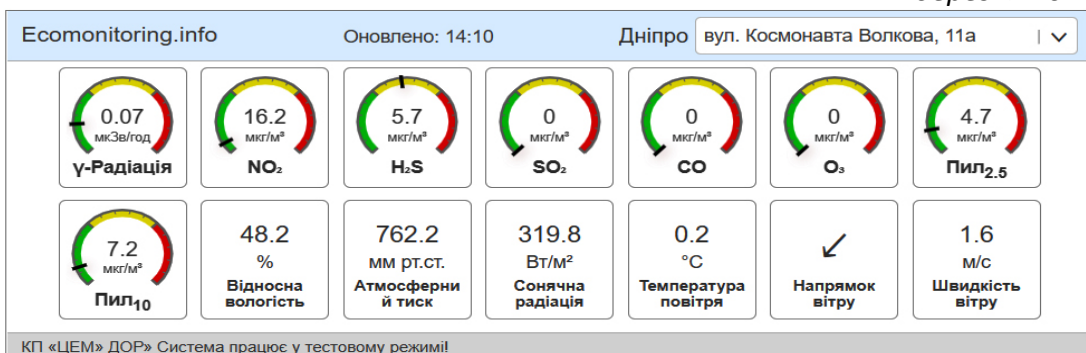 Ecomonitoring.info Оновлено: 14:10 Дніпро вул. Космонавта Волкова, 11а
0.07 16.2 5.7 0 0 0 4.7
мкЗв/год мкг/м³ мкг/м³ мкг/м³ мкг/м³ мкг/м³ мкг/м³
γ-Радіація NO₂ H₂S SO₂ CO O₃ Пил2.5
7.2 48.2 762.2 319.8 0.2 ↙ 1.6
мкг/м³ % мм рт.ст. Вт/м² °C м/с
Пил10 Відносна Атмосферни Сонячна Температура Напрямок Швидкість
вологість й тиск радіація повітря вітру вітру
КП «ЦЕМ» ДОР» Система працює у тестовому режимі!